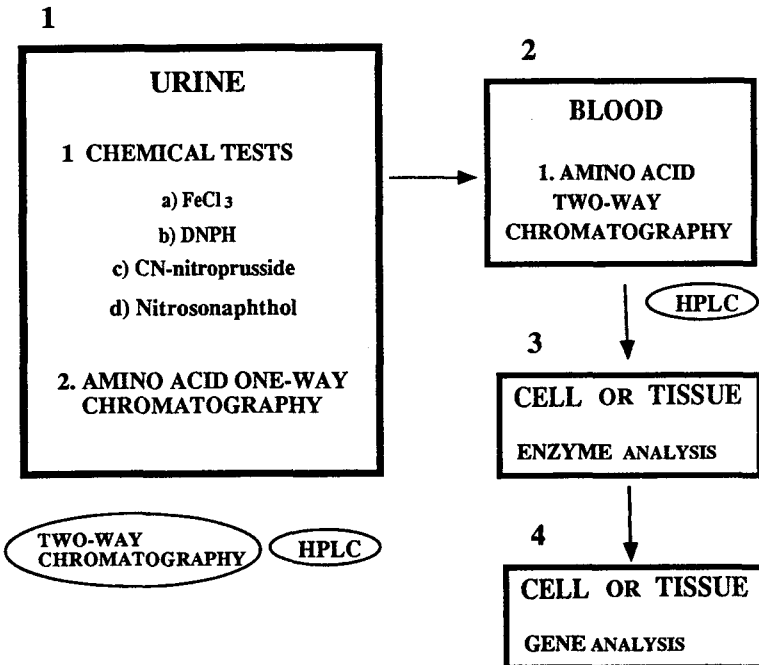 1
URINE
1 CHEMICAL TESTS
a) FeCl3
b) DNPH
c) CN-nitroprusside
d) Nitrosonaphthol
2. AMINO ACID ONE-WAY
CHROMATOGRAPHY
TWO-WAY
CHROMATOGRAPHY
HPLC
2
BLOOD
1. AMINO ACID
TWO-WAY
CHROMATOGRAPHY
HPLC
3
CELL OR TISSUE
ENZYME ANALYSIS
4
CELL OR TISSUE
GENE ANALYSIS